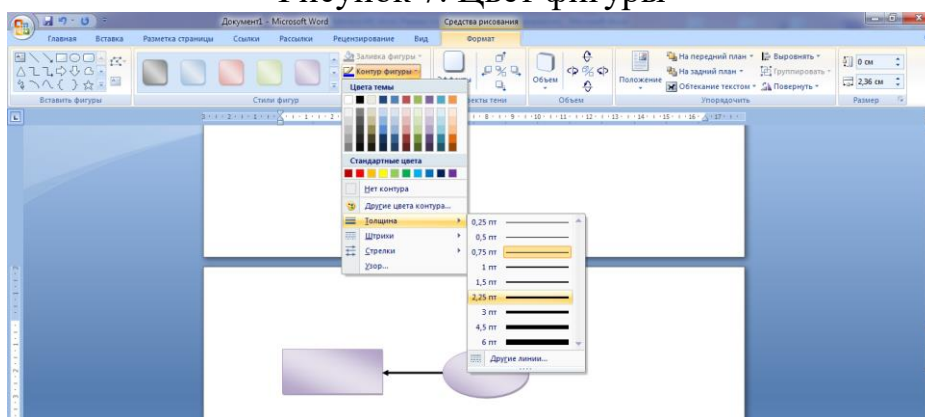 Рисунок 7. Цвет фигуры
Документ1 - Microsoft Word
Средства рисования
Главная Вставка Разметка страницы Ссылки Рассылки Рецензирование Вид Формат
Заливка фигуры
Контур фигуры
Объем
Положение
На передний план
На задний план
Обтекание текстом
Выровнять
Группировать
Повернуть
0 см
2,36 см
Вставить фигуры Стили фигур Объем Упорядочить Размер
Цвета темы
Стандартные цвета
Нет контура
Другие цвета контура...
Толщина
Штрихи
Стрелки
Узор...
0,25 пт
0,5 пт
0,75 пт
1 пт
1,5 пт
2,25 пт
3 пт
4,5 пт
6 пт
Другие линии...